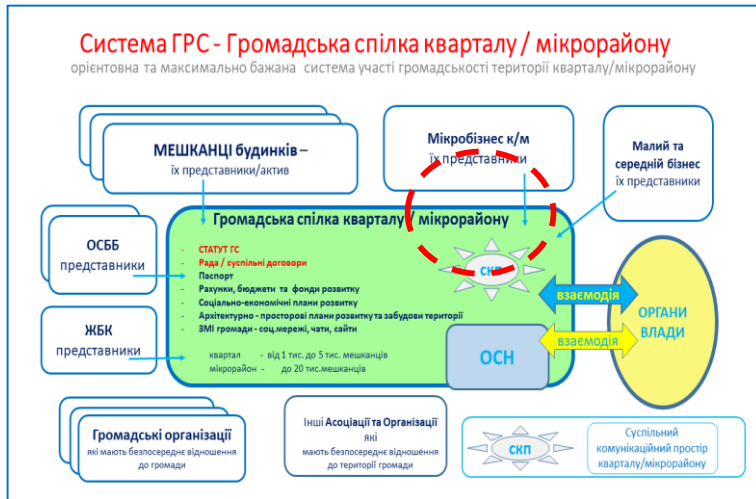 Система ГРС - Громадська спілка кварталу / мікрорайону
орієнтовна та максимально бажана система участі громадськості території кварталу/мікрорайону
МЕШКАНЦІ будинків –
їх представники/актив
Мікробізнес к/м
їх представники
Малий та
середній бізнес
їх представники
ОСББ
представники
ЖБК
представники
Громадська спілка кварталу / мікрорайону
- СТАТУТ ГС
- Рада / суспільні договори
- Паспорт
- Рахунки, бюджети та фонди розвитку
- Соціально-економічні плани розвитку
- Архітектурно - просторові плани розвитку та забудови території
- ЗМІ громади - соц.мережі, чати, сайти
квартал - від 1 тис. до 5 тис. мешканців
мікрорайон - до 20 тис.мешканців
СКП
ОСН
взаємодія
взаємодія
ОРГАНИ
ВЛАДИ
Громадські організації
які мають безпосереднє відношення
до громади
Інші Асоціації та Організації
які
мають безпосереднє відношення
до території громади
СКП
Суспільний
комунікаційний простір
кварталу/мікрорайону